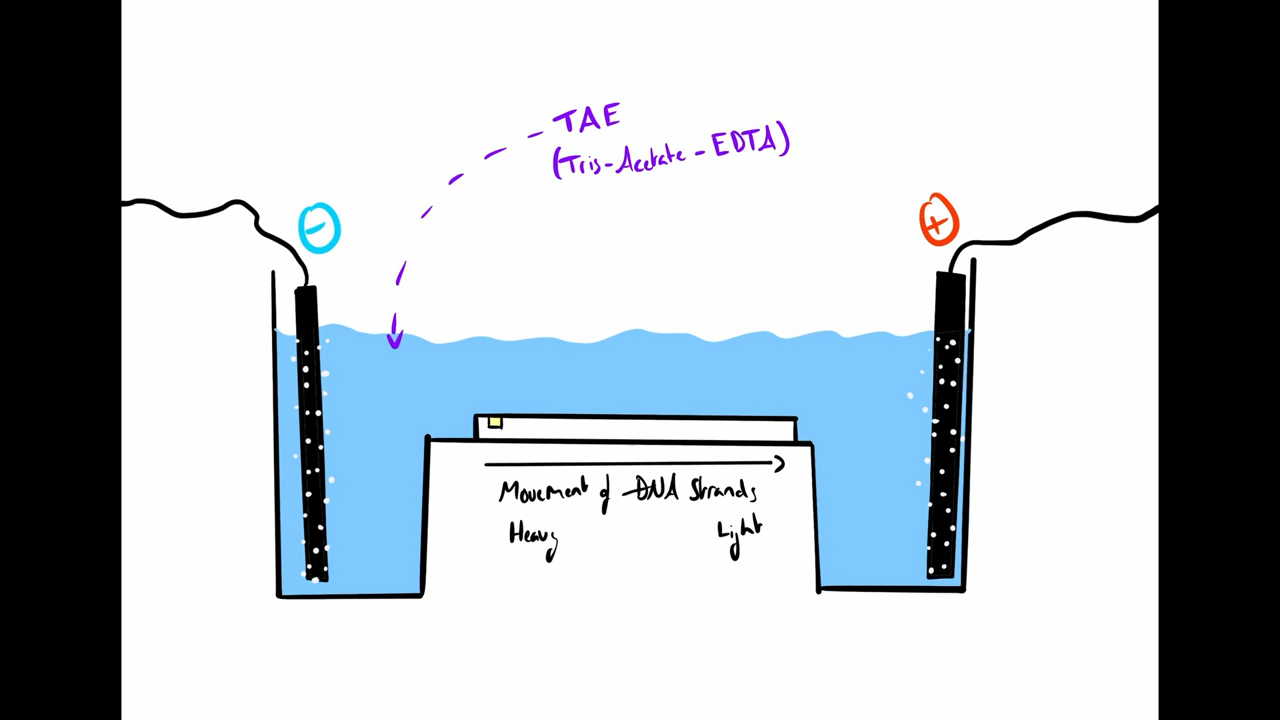 TAE
(Tris-Acetate-EDTA)
-
+
Movement of DNA Strands
Heavy
Light